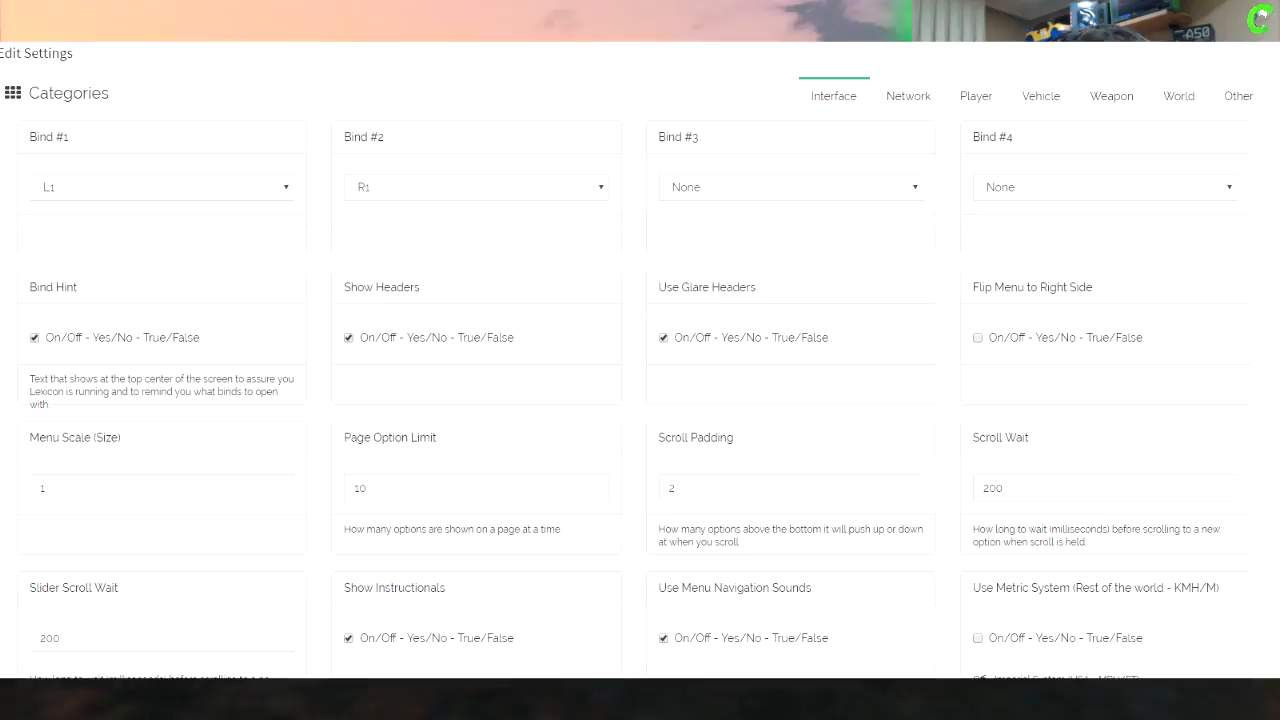 A50
Edit Settings
Categories
Interface Network Player Vehicle Weapon World Other
Bind #1 Bind #2 Bind #3 Bind #4
L1 R1 None None
Bind Hint Show Headers Use Glare Headers Flip Menu to Right Side
On/Off - Yes/No - True/False On/Off - Yes/No - True/False On/Off - Yes/No - True/False On/Off - Yes/No - True/False
Text that shows at the top center of the screen to assure you
Lexicon is running and to remind you what binds to open
with.
Menu Scale (Size) Page Option Limit Scroll Padding Scroll Wait
1 10 2 200
How many options are shown on a page at a time
How many options above the bottom it will push up or down
at when you scroll
How long to wait (milliseconds) before scrolling to a new
option when scroll is held
Slider Scroll Wait Show Instructionals Use Menu Navigation Sounds Use Metric System (Rest of the world - KMH/M)
200 On/Off - Yes/No - True/False On/Off - Yes/No - True/False On/Off - Yes/No - True/False